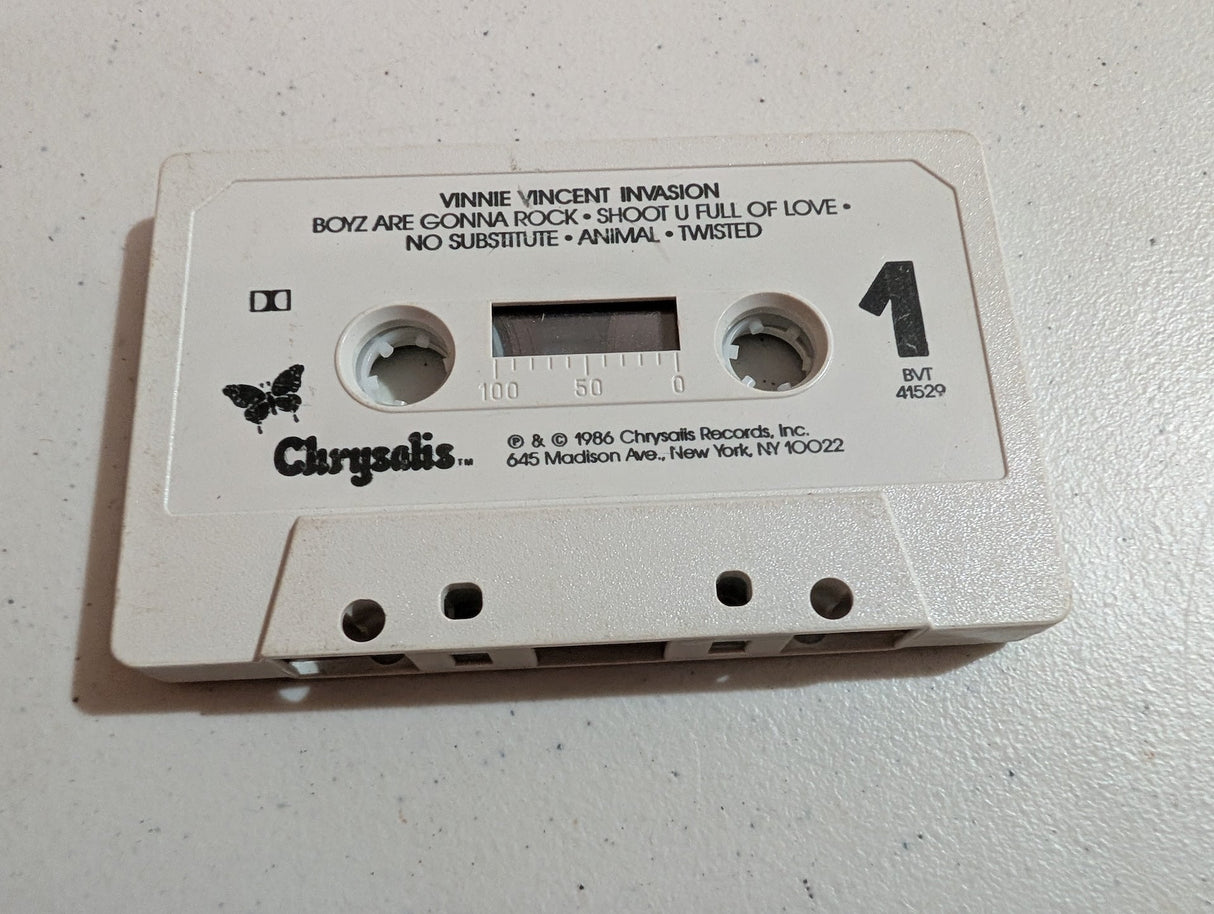 VINNIE VINCENT INVASION
BOYZ ARE GONNA ROCK • SHOOT U FULL OF LOVE •
NO SUBSTITUTE • ANIMAL • TWISTED
1
BVT
41529
100 50 0
Chrysalis™
℗ & © 1986 Chrysalis Records, Inc.
645 Madison Ave., New York, NY 10022